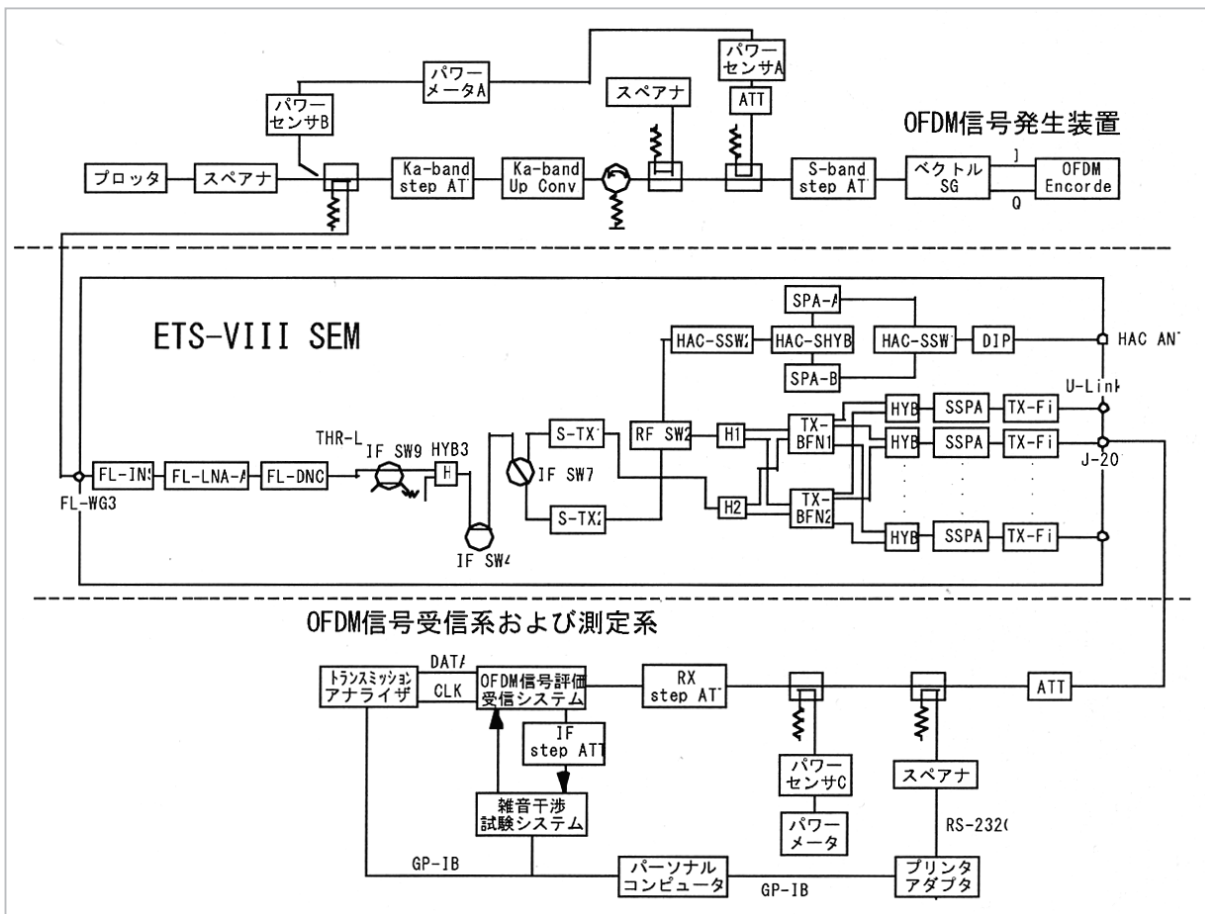 パワー
センサA
パワー
メータA
スペアナ
ATT
パワー
センサB
OFDM信号発生装置
プロッタ
スペアナ
Ka-band
step AT
Ka-band
Up Conv
S-band
step AT
ベクトル
SG
I
Q
OFDM
Encorde
ETS-VIII SEM
SPA-A
HAC-SSW2
HAC-SHYB
HAC-SSW
DIP
HAC AN
SPA-B
U-Link
S-TX
RF SW2
H1
TX-
BFN1
HYB
SSPA
TX-Fi
HYB
SSPA
TX-Fi
J-20
THR-L
IF SW9
HYB3
H
IF SW7
FL-INS
FL-LNA-A
FL-DNC
FL-WG3
S-TX2
H2
TX-
BFN2
HYB
SSPA
TX-Fi
IF SW4
OFDM信号受信系および測定系
トランスミッション
アナライザ
DATA
CLK
OFDM信号評価
受信システム
RX
step AT
ATT
IF
step ATT
パワー
センサC
スペアナ
雑音干渉
試験システム
パワー
メータ
RS-232C
GP-IB
パーソナル
コンピュータ
GP-IB
プリンタ
アダプタ